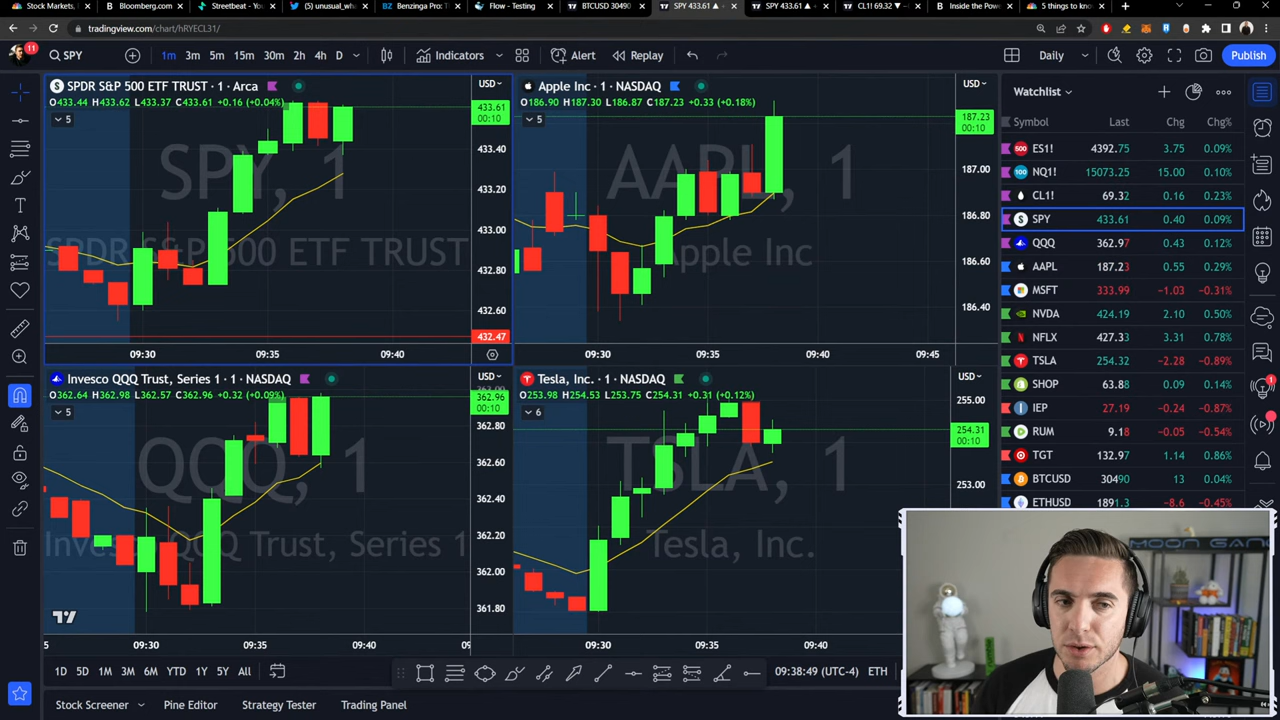 Stock Markets,
Bloomberg.com
Streetbeat - Yo
(5) unusual_w
Benzinga Pro:
Flow - Testing
BTCUSD 30490
SPY 433.61
SPY 433.61
CL1! 69.32
Inside the Po
5 things to kno
tradingview.com/chart/hRYECL31/
11
SPY
1m 3m 5m 15m 30m 2h 4h D
Indicators
Alert
Replay
Daily
Publish
SPDR S&P 500 ETF TRUST · 1 · Arca
O433.44 H433.62 L433.37 C433.61 +0.16 (+0.04%)
5
USD
433.61
00:10
433.40
433.20
433.00
432.80
432.60
432.47
SPY, 1
SPDR S&P 500 ETF TRUST
09:30 09:35 09:40
Apple Inc · 1 · NASDAQ
O186.90 H187.30 L186.87 C187.23 +0.33 (+0.18%)
5
USD
187.23
00:10
187.00
186.80
186.60
186.40
AAPL, 1
Apple Inc
09:30 09:35 09:40 09:45
Invesco QQQ Trust, Series 1 · 1 · NASDAQ
O362.64 H362.98 L362.57 C362.96 +0.32 (+0.09%)
5
USD
362.96
00:10
362.80
362.60
362.40
362.20
362.00
361.80
QQQ, 1
Invesco QQQ Trust, Series 1
09:30 09:35 09:40
Tesla, Inc. · 1 · NASDAQ
O253.98 H254.53 L253.75 C254.31 +0.31 (+0.12%)
6
USD
255.00
254.31
00:10
253.00
TSLA, 1
Tesla, Inc.
09:30 09:35 09:40
Watchlist
Symbol Last Chg Chg%
ES1! 4392.75 3.75 0.09%
NQ1! 15073.25 15.00 0.10%
CL1! 69.32 0.16 0.23%
SPY 433.61 0.40 0.09%
QQQ 362.97 0.43 0.12%
AAPL 187.23 0.55 0.29%
MSFT 333.99 −1.03 −0.31%
NVDA 424.19 2.10 0.50%
NFLX 427.33 3.31 0.78%
TSLA 254.32 −2.28 −0.89%
SHOP 63.88 0.09 0.14%
IEP 27.19 −0.24 −0.87%
RUM 9.18 −0.05 −0.54%
TGT 132.97 1.14 0.86%
BTCUSD 30490 13 0.04%
ETHUSD 1891.3 −8.6 −0.45%
MOON GANG
1D 5D 1M 3M 6M YTD 1Y 5Y All
09:38:49 (UTC-4) ETH
Stock Screener
Pine Editor
Strategy Tester
Trading Panel